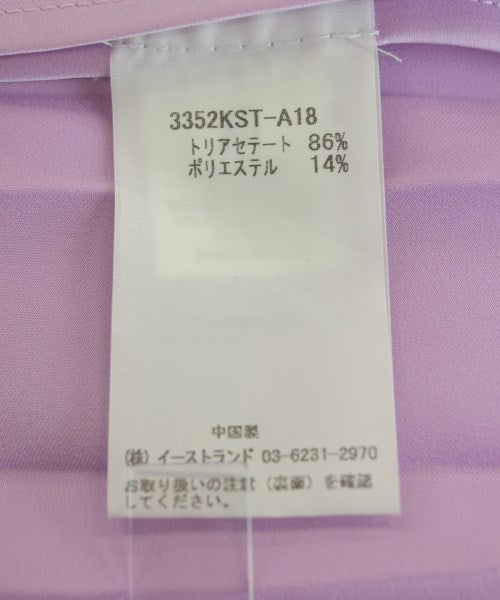 3352KST-A18
トリアセテート 86%
ポリエステル 14%
中国製
(株) イーストランド 03-6231-2970
お取り扱いの注意 (裏面) を確認
してください。